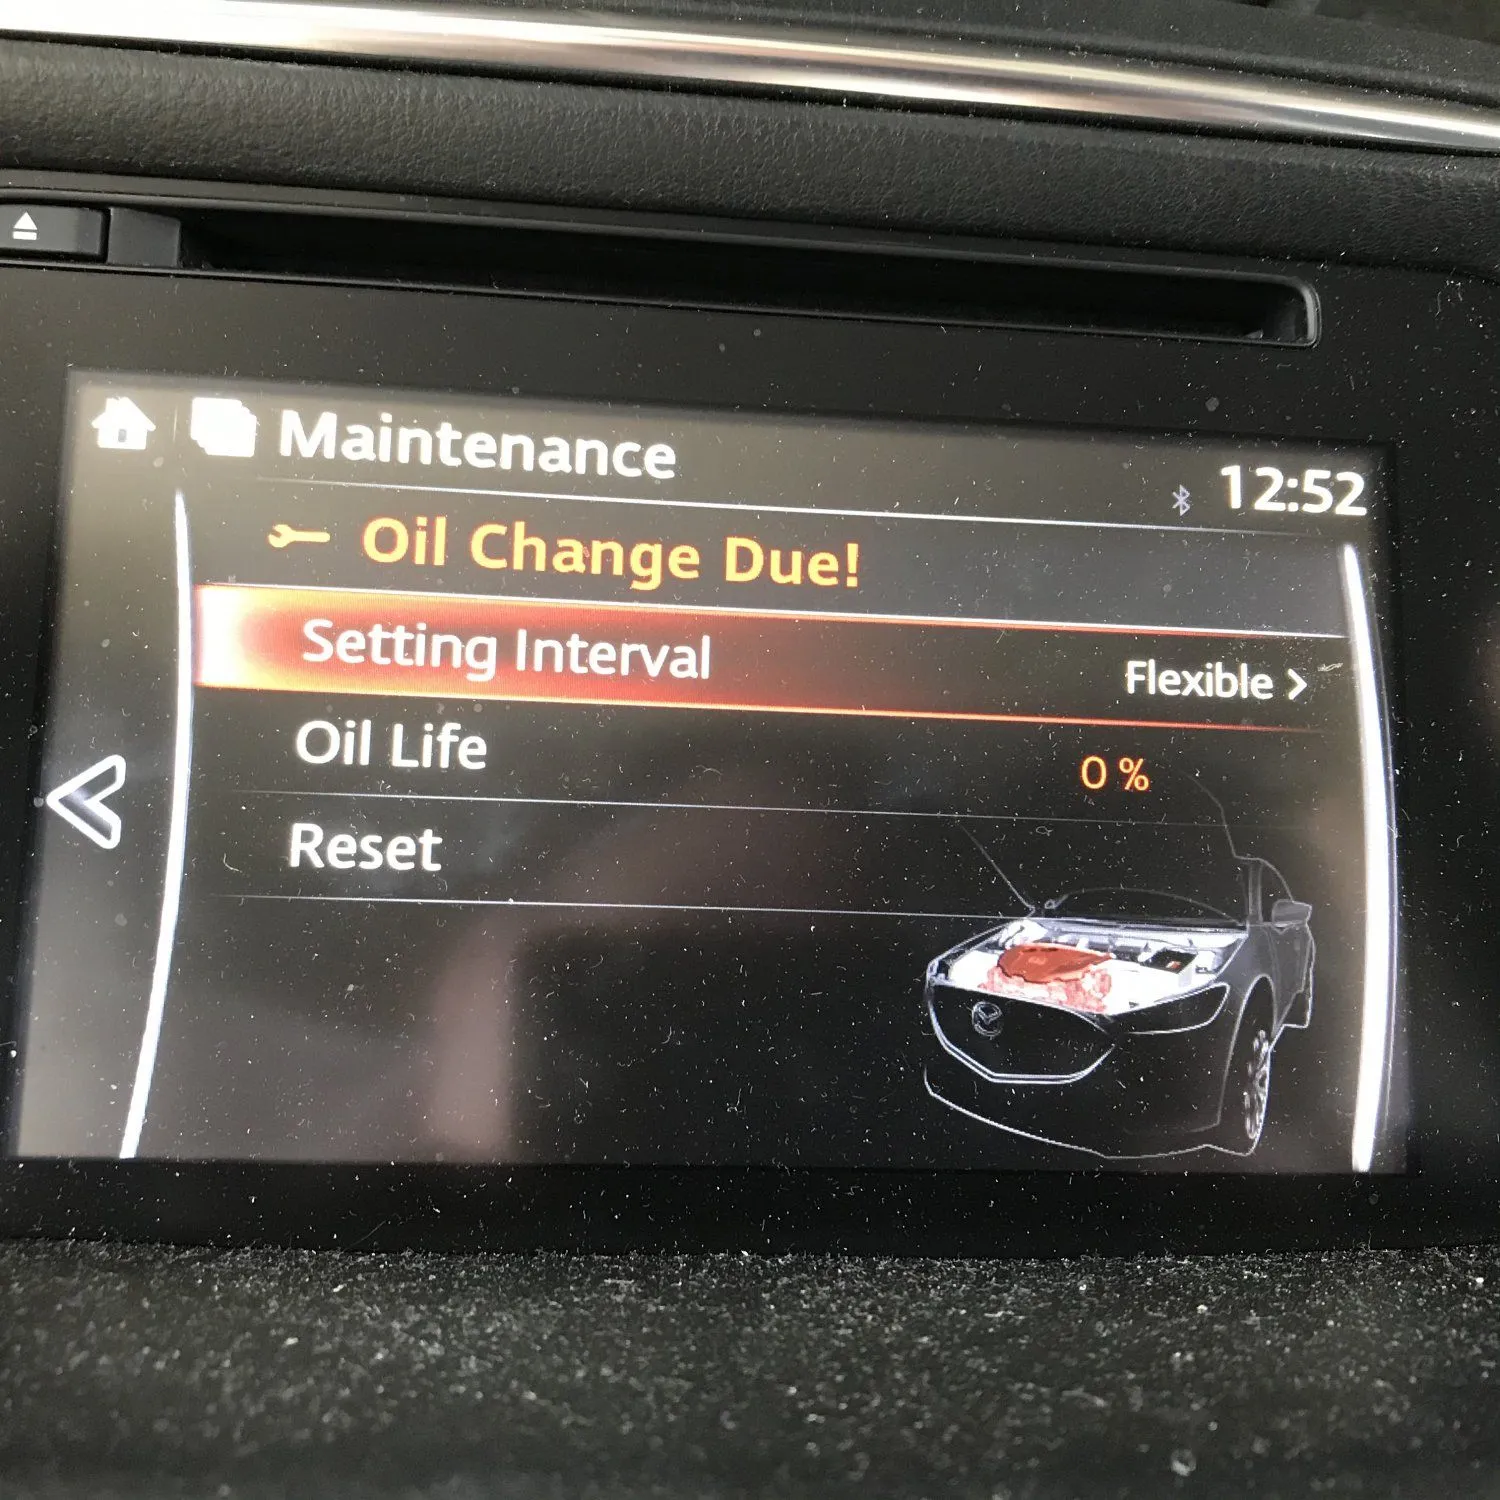 Maintenance
12:52
Oil Change Due!
Setting Interval Flexible >
Oil Life 0 %
Reset